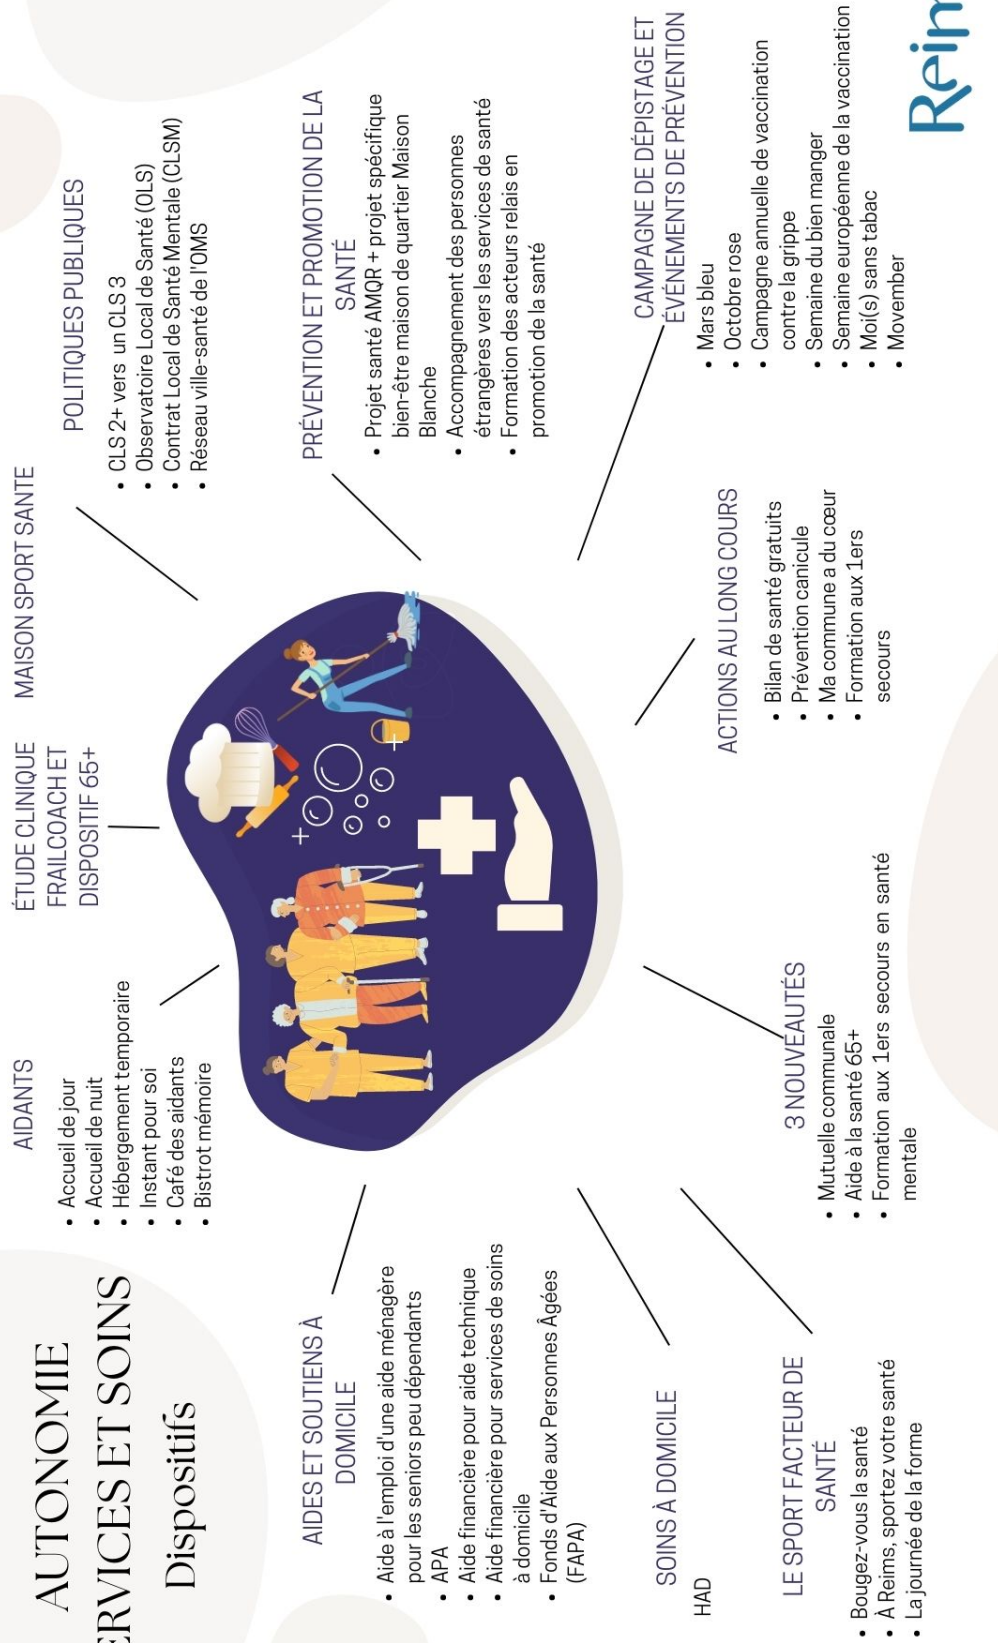 AUTONOMIE
ERVICES ET SOINS
Dispositifs
AIDANTS
• Accueil de jour
• Accueil de nuit
• Hébergement temporaire
• Instant pour soi
• Café des aidants
• Bistrot mémoire
ÉTUDE CLINIQUE
FRAILCOACH ET
DISPOSITIF 65+
MAISON SPORT SANTE
POLITIQUES PUBLIQUES
• CLS 2+ vers un CLS 3
• Observatoire Local de Santé (OLS)
• Contrat Local de Santé Mentale (CLSM)
• Réseau ville-santé de l'OMS
PRÉVENTION ET PROMOTION DE LA
SANTÉ
• Projet santé AMQR + projet spécifique
bien-être maison de quartier Maison
Blanche
• Accompagnement des personnes
étrangères vers les services de santé
• Formation des acteurs relais en
promotion de la santé
CAMPAGNE DE DÉPISTAGE ET
ÉVÉNEMENTS DE PRÉVENTION
• Mars bleu
• Octobre rose
• Campagne annuelle de vaccination
contre la grippe
• Semaine du bien manger
• Semaine européenne de la vaccination
• Moi(s) sans tabac
• Movember
ACTIONS AU LONG COURS
• Bilan de santé gratuits
• Prévention canicule
• Ma commune a du cœur
• Formation aux 1ers
secours
3 NOUVEAUTÉS
• Mutuelle communale
• Aide à la santé 65+
• Formation aux 1ers secours en santé
mentale
AIDES ET SOUTIENS À
DOMICILE
• Aide à l'emploi d'une aide ménagère
pour les seniors peu dépendants
• APA
• Aide financière pour aide technique
• Aide financière pour services de soins
à domicile
• Fonds d'Aide aux Personnes Âgées
(FAPA)
SOINS À DOMICILE
HAD
LE SPORT FACTEUR DE
SANTÉ
• Bougez-vous la santé
• À Reims, sportez votre santé
• La journée de la forme
Reim